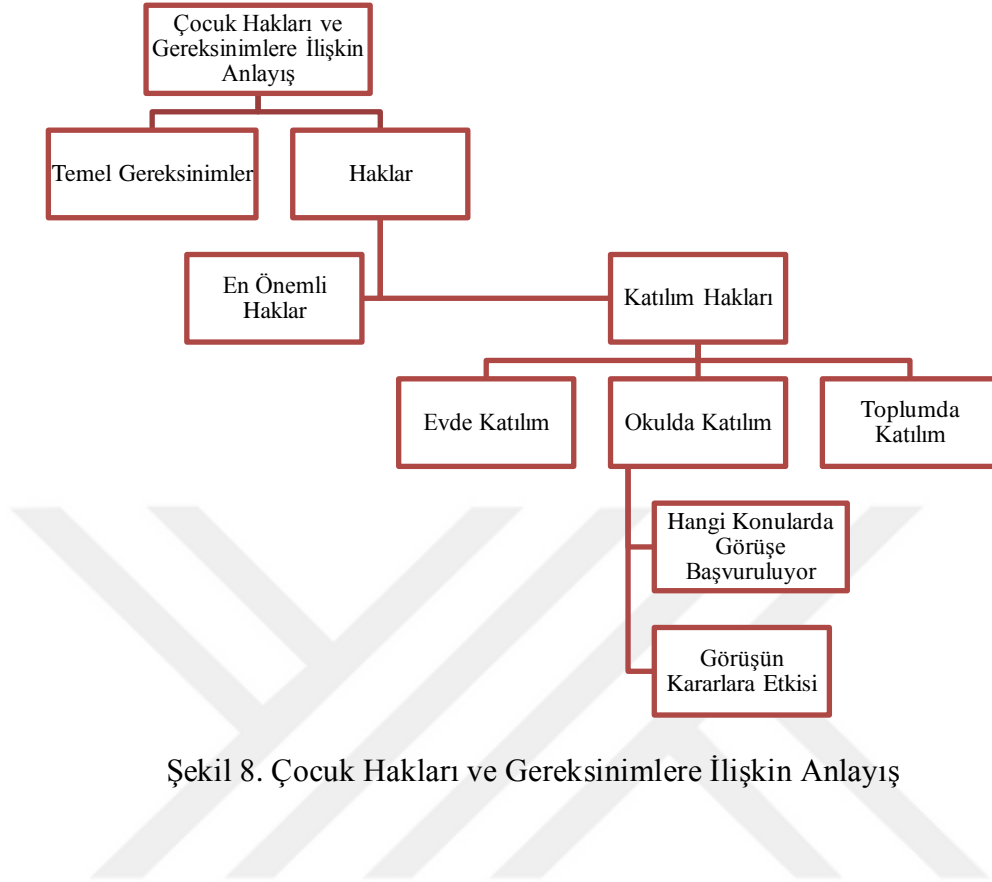 Çocuk Hakları ve
Gereksinimlere İlişkin
Anlayış
Temel Gereksinimler
Haklar
En Önemli
Haklar
Katılım Hakları
Evde Katılım
Okulda Katılım
Toplumda
Katılım
Hangi Konularda
Görüşe
Başvuruluyor
Görüşün
Kararlara Etkisi
Şekil 8. Çocuk Hakları ve Gereksinimlere İlişkin Anlayış